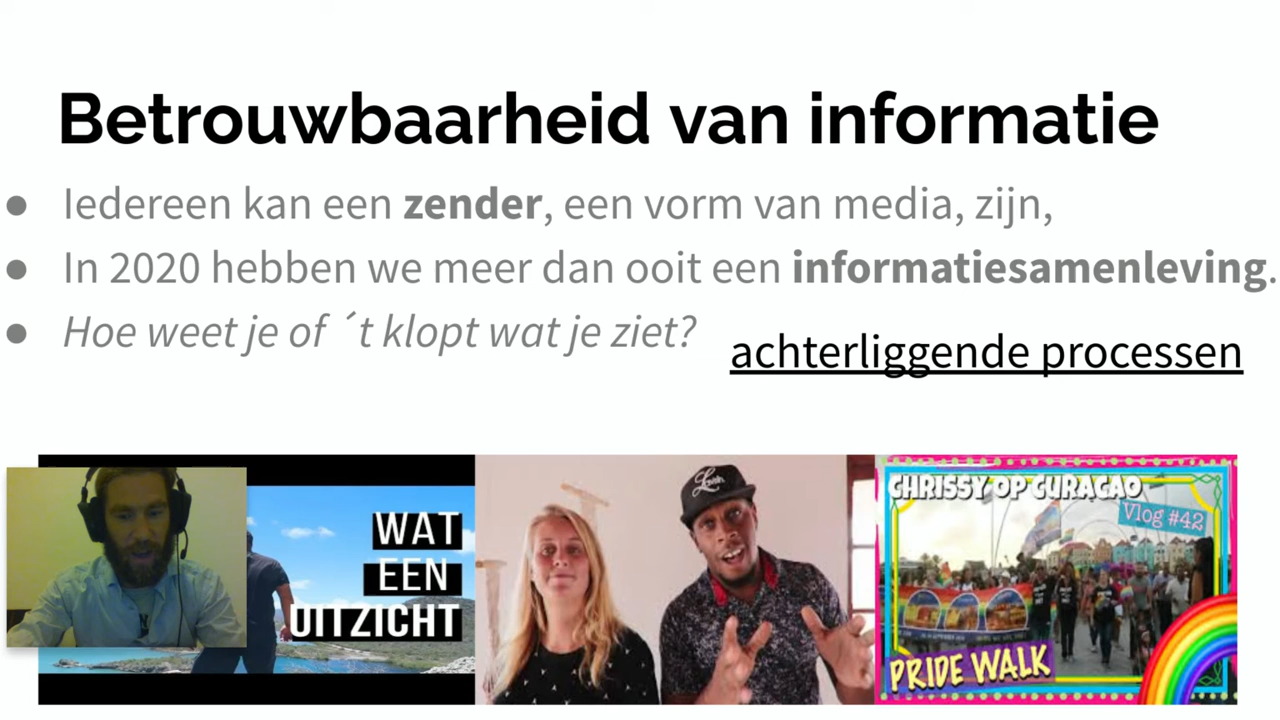 Betrouwbaarheid van informatie
● Iedereen kan een zender, een vorm van media, zijn,
● In 2020 hebben we meer dan ooit een informatiesamenleving.
● Hoe weet je of ´t klopt wat je ziet?
achterliggende processen
WAT
EEN
UITZICHT
CHRISSY OP CURACAO
Vlog #42
PRIDE WALK